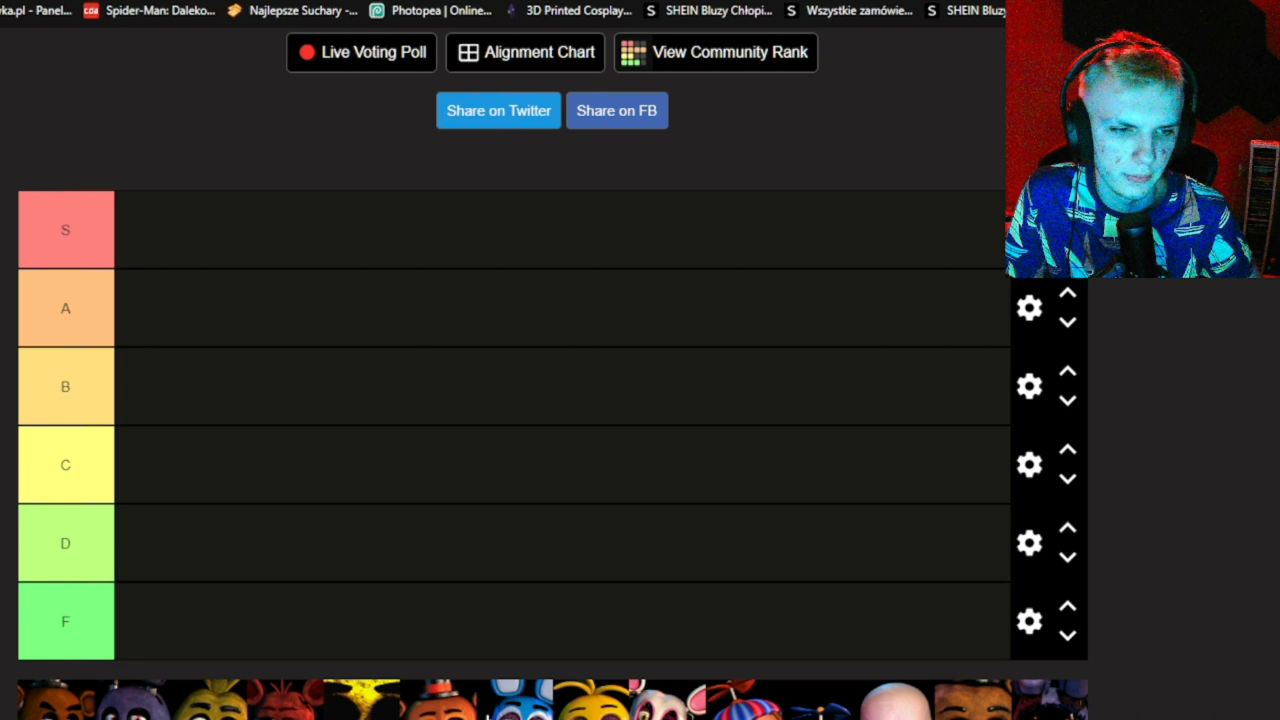 ka.pl - Panel... CDA Spider-Man: Daleko... Najlepsze Suchary -... Photopea | Online... 3D Printed Cosplay... S SHEIN Bluzy Chłopi... S Wszystkie zamówie... S SHEIN Bluzy
Live Voting Poll Alignment Chart View Community Rank
Share on Twitter Share on FB
S
A
B
C
D
F